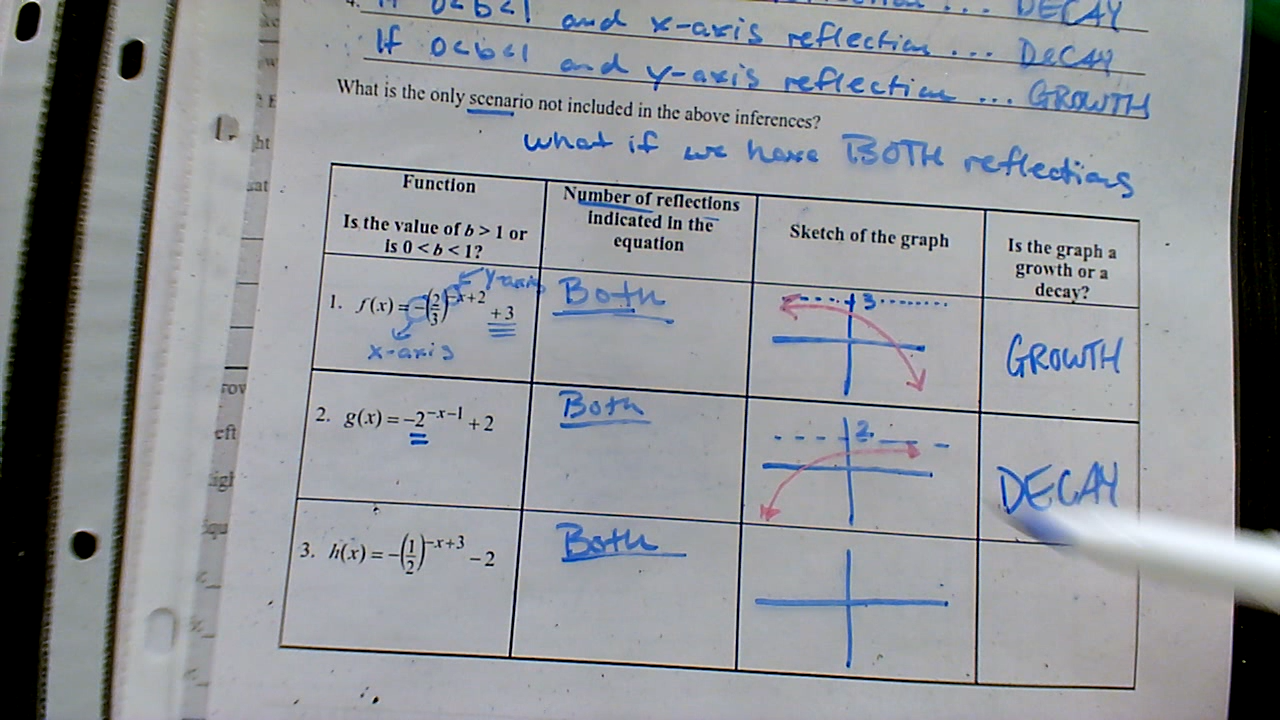 4. If 0<b<1 and x-axis reflection ... DECAY
If 0<b<1 and y-axis reflection ... GROWTH
What is the only scenario not included in the above inferences?
What if we have BOTH reflections
Function
Is the value of b > 1 or
is 0 < b < 1?
Number of reflections
indicated in the
equation
Sketch of the graph
Is the graph a
growth or a
decay?
y-axis
1. f(x) = -(2/3)^{-x+2} + 3
x-axis
Both
3
GROWTH
2. g(x) = -2^{-x-1} + 2
Both
2
DECAY
3. h(x) = -(1/2)^{-x+3} - 2
Both